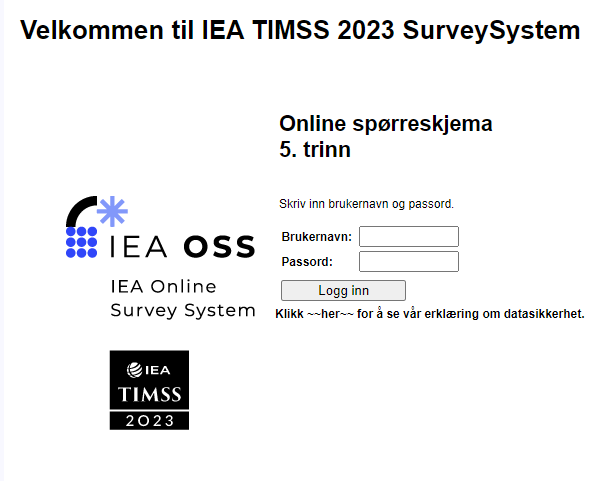 Velkommen til IEA TIMSS 2023 SurveySystem
Online spørreskjema
5. trinn
Skriv inn brukernavn og passord.
Brukernavn:
Passord:
Logg inn
Klikk ~~her~~ for å se vår erklæring om datasikkerhet.
IEA OSS
IEA Online
Survey System
IEA
TIMSS
2023